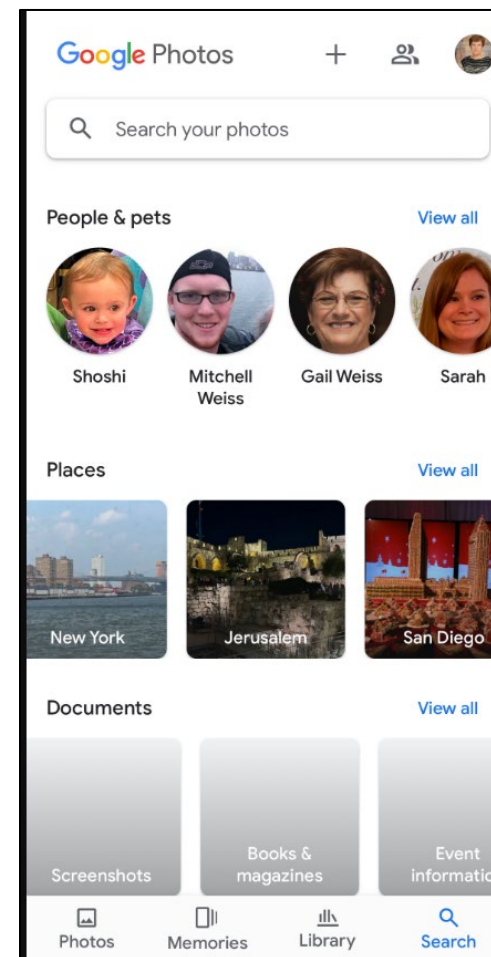 Google Photos
Search your photos
People & pets
View all
Shoshi
Mitchell
Weiss
Gail Weiss
Sarah
Places
View all
New York
Jerusalem
San Diego
Documents
View all
Screenshots
Books &
magazines
Event
informatio
Photos
Memories
Library
Search